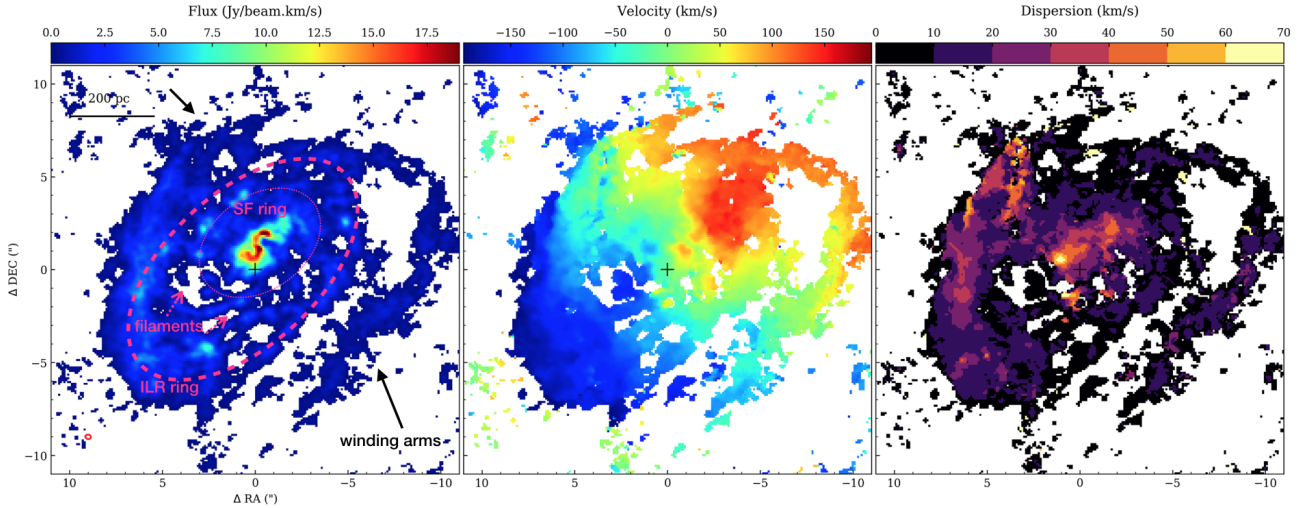 Flux (Jy/beam.km/s) Velocity (km/s) Dispersion (km/s)
0.0 2.5 5.0 7.5 10.0 12.5 15.0 17.5 −150 −100 −50 0 50 100 150 0 10 20 30 35 40 50 60 70
10
200 pc
5
SF ring
0
Δ DEC (")
filaments
−5
ILR ring
winding arms
−10
10 5 0 −5 −10 10 5 0 −5 −10 10 5 0 −5 −10
Δ RA (")